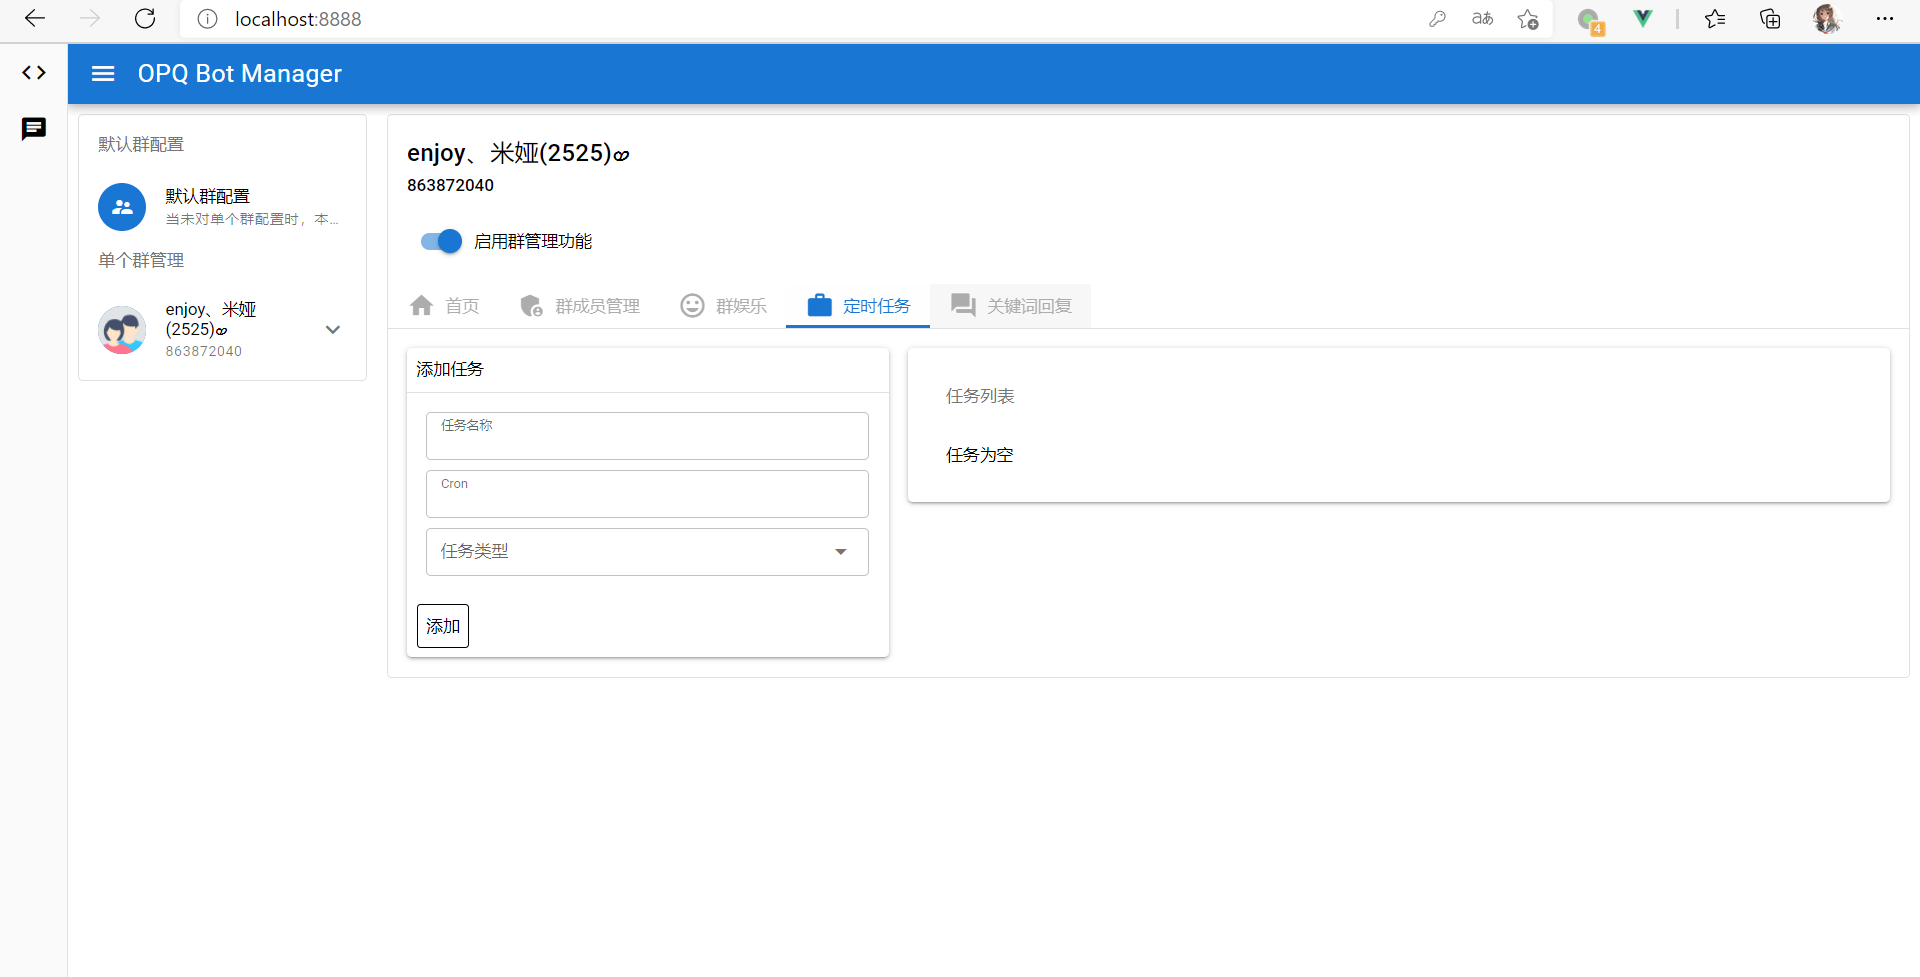 localhost:8888
4
OPQ Bot Manager
默认群配置
默认群配置
当未对单个群配置时，本...
单个群管理
enjoy、米娅
(2525)ᯅ
863872040
enjoy、米娅(2525)
863872040
启用群管理功能
首页
群成员管理
群娱乐
定时任务
关键词回复
添加任务
任务名称
Cron
任务类型
添加
任务列表
任务为空